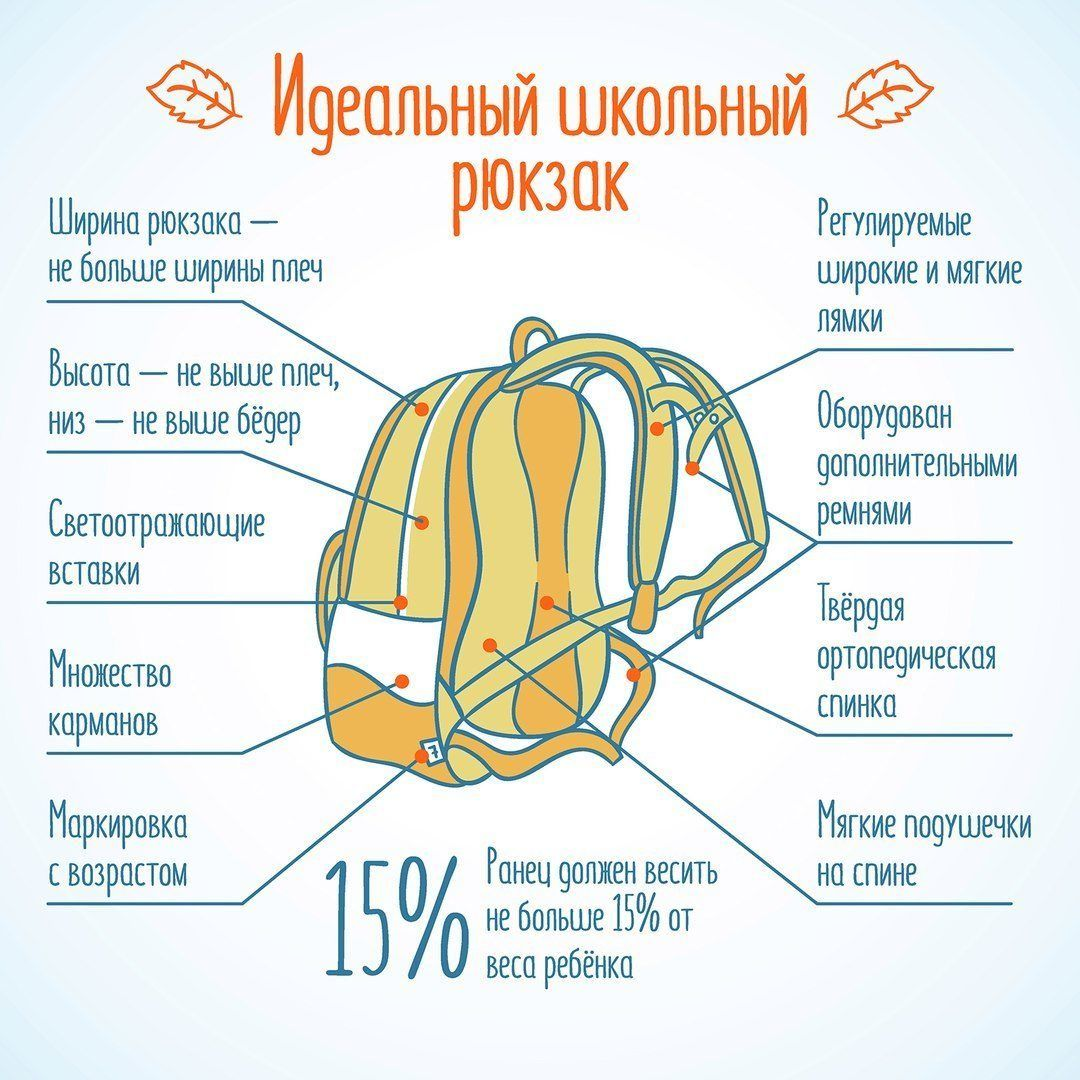 Идеальный школьный
рюкзак
Ширина рюкзака —
не больше ширины плеч
Высота — не выше плеч,
низ — не выше бёдер
Светоотражающие
вставки
Множество
карманов
Маркировка
с возрастом
Регулируемые
широкие и мягкие
лямки
Оборудован
дополнительными
ремнями
Твёрдая
ортопедическая
спинка
Мягкие подушечки
на спине
7
15%
Ранец должен весить
не больше 15% от
веса ребёнка